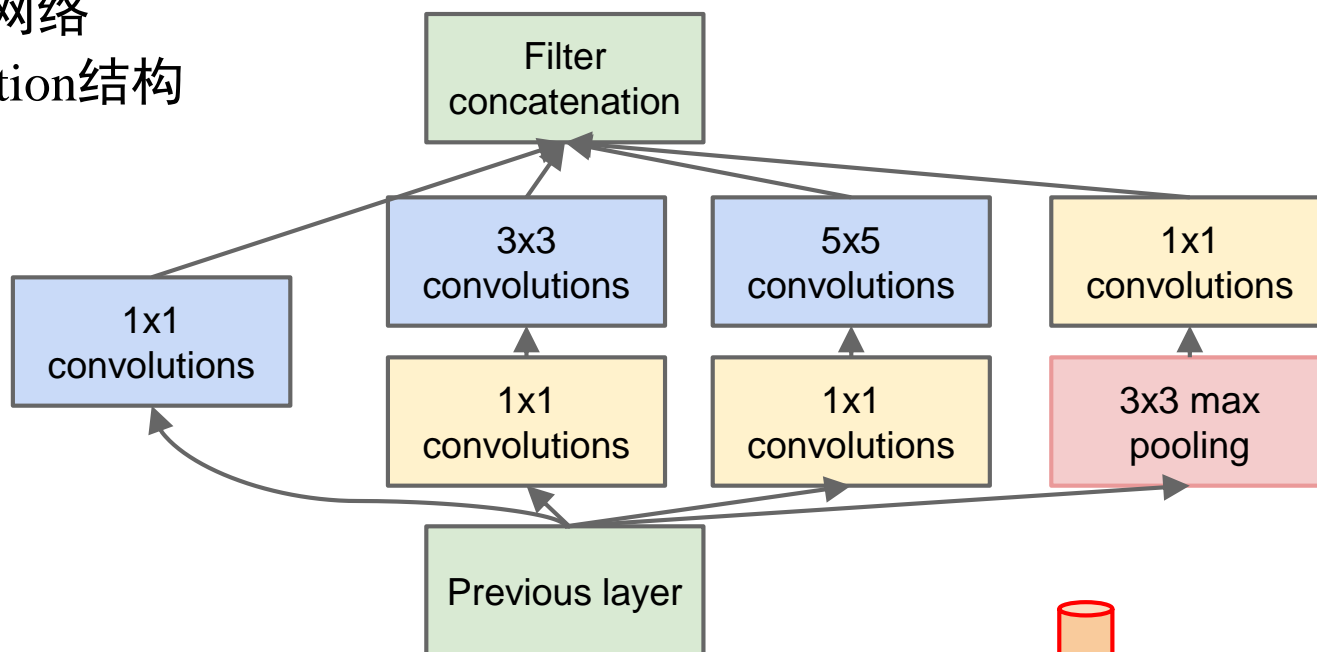 网络
tion结构
Filter
concatenation
3x3
convolutions
5x5
convolutions
1x1
convolutions
1x1
convolutions
1x1
convolutions
1x1
convolutions
3x3 max
pooling
Previous layer